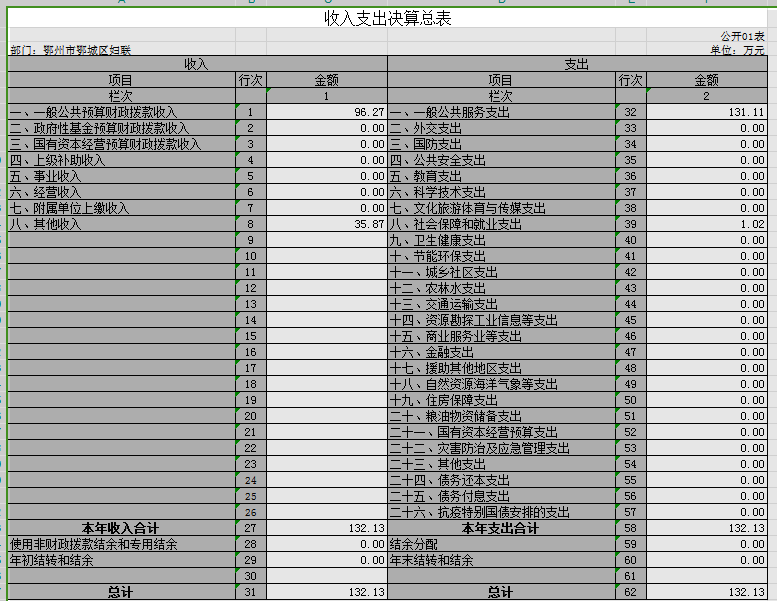 收入支出决算总表
公开01表
部门：鄂州市鄂城区妇联 单位：万元
收入 支出
项目 行次 金额 项目 行次 金额
栏次 1 栏次 2
一、一般公共预算财政拨款收入 1 96.27 一、一般公共服务支出 32 131.11
二、政府性基金预算财政拨款收入 2 0.00 二、外交支出 33 0.00
三、国有资本经营预算财政拨款收入 3 0.00 三、国防支出 34 0.00
四、上级补助收入 4 0.00 四、公共安全支出 35 0.00
五、事业收入 5 0.00 五、教育支出 36 0.00
六、经营收入 6 0.00 六、科学技术支出 37 0.00
七、附属单位上缴收入 7 0.00 七、文化旅游体育与传媒支出 38 0.00
八、其他收入 8 35.87 八、社会保障和就业支出 39 1.02
9 九、卫生健康支出 40 0.00
10 十、节能环保支出 41 0.00
11 十一、城乡社区支出 42 0.00
12 十二、农林水支出 43 0.00
13 十三、交通运输支出 44 0.00
14 十四、资源勘探工业信息等支出 45 0.00
15 十五、商业服务业等支出 46 0.00
16 十六、金融支出 47 0.00
17 十七、援助其他地区支出 48 0.00
18 十八、自然资源海洋气象等支出 49 0.00
19 十九、住房保障支出 50 0.00
20 二十、粮油物资储备支出 51 0.00
21 二十一、国有资本经营预算支出 52 0.00
22 二十二、灾害防治及应急管理支出 53 0.00
23 二十三、其他支出 54 0.00
24 二十四、债务还本支出 55 0.00
25 二十五、债务付息支出 56 0.00
26 二十六、抗疫特别国债安排的支出 57 0.00
本年收入合计 27 132.13 本年支出合计 58 132.13
使用非财政拨款结余和专用结余 28 0.00 结余分配 59 0.00
年初结转和结余 29 0.00 年末结转和结余 60 0.00
30 61
总计 31 132.13 总计 62 132.13